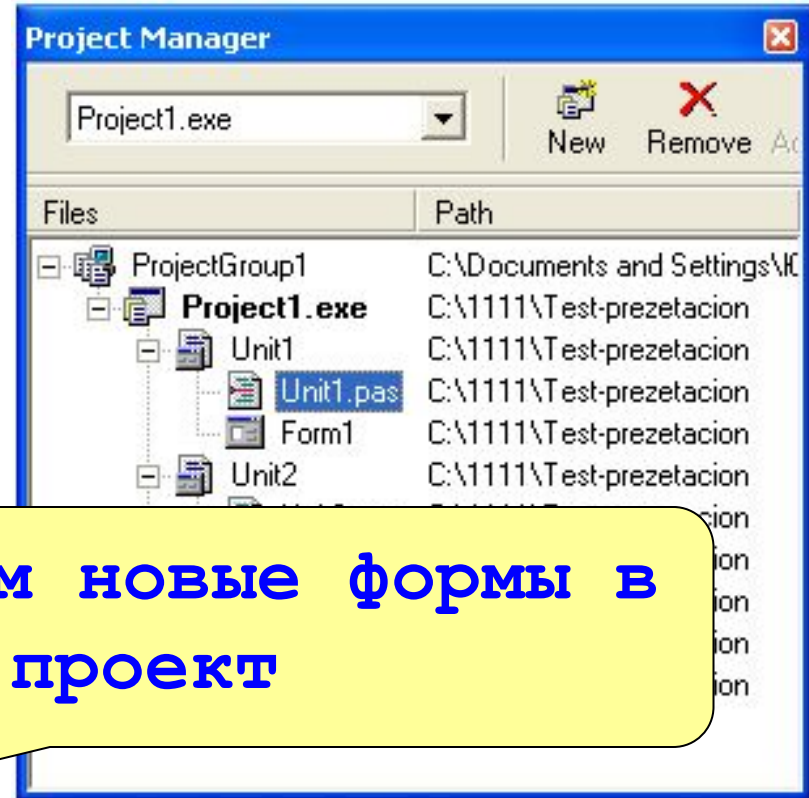 Project Manager
Project1.exe
New Remove
Files Path
ProjectGroup1 C:\Documents and Settings\
Project1.exe C:\1111\Test-prezetacion
Unit1 C:\1111\Test-prezetacion
Unit1.pas C:\1111\Test-prezetacion
Form1 C:\1111\Test-prezetacion
Unit2 C:\1111\Test-prezetacion
новые формы в
проект